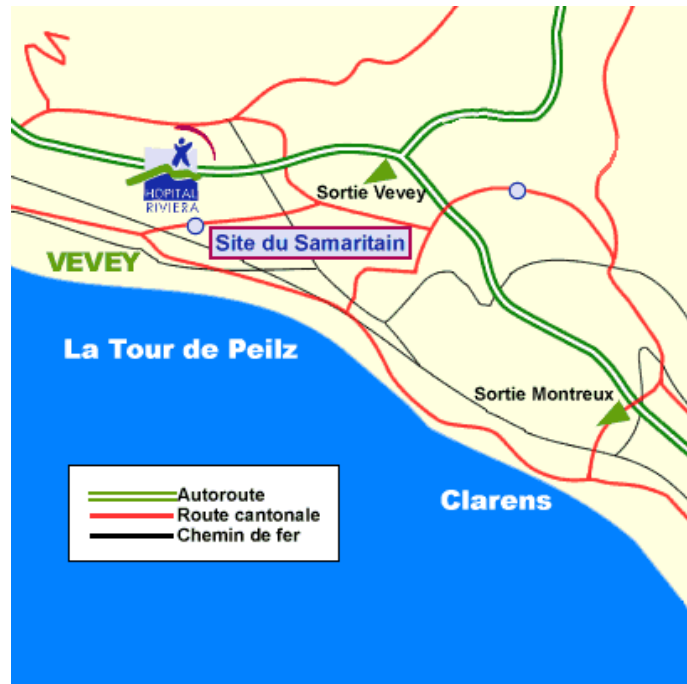 Sortie Vevey
HÔPITAL
RIVIERA
Site du Samaritain
VEVEY
La Tour de Peilz
Sortie Montreux
Clarens
Autoroute
Route cantonale
Chemin de fer